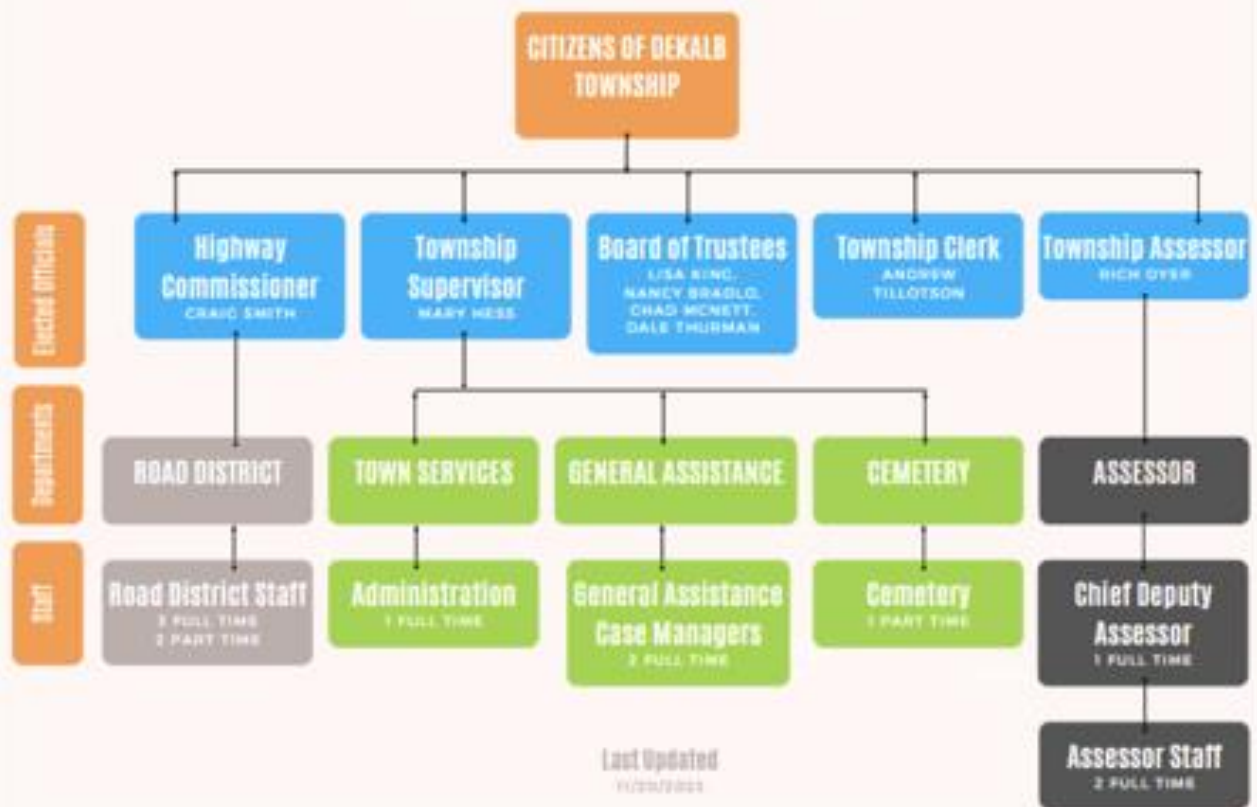 CITIZENS OF DEKALB
TOWNSHIP
Elected Officials
Highway
Commissioner
CRAIG SMITH
Township
Supervisor
MARY HESS
Board of Trustees
LISA KING,
NANCY
CHAD MCNETT,
DALE THURMAN
Township Clerk
ANDREW
TILLOTSON
Township Assessor
RICH DYER
Departments
ROAD DISTRICT
TOWN SERVICES
GENERAL ASSISTANCE
CEMETERY
ASSESSOR
Staff
Road District Staff
3 FULL TIME
2 PART TIME
Administration
1 FULL TIME
General Assistance
Case Managers
2 FULL TIME
Cemetery
1 PART TIME
Chief Deputy
Assessor
1 FULL TIME
Assessor Staff
2 FULL TIME
Last Updated